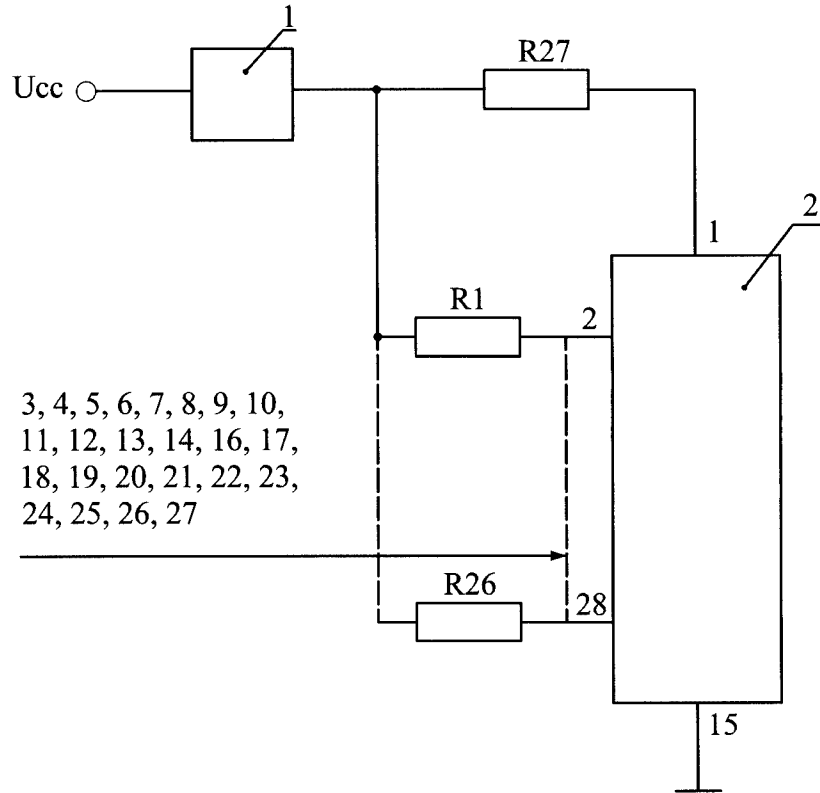 1
R27
Ucc
2
1
R1
2
3, 4, 5, 6, 7, 8, 9, 10,
11, 12, 13, 14, 16, 17,
18, 19, 20, 21, 22, 23,
24, 25, 26, 27
R26
28
15